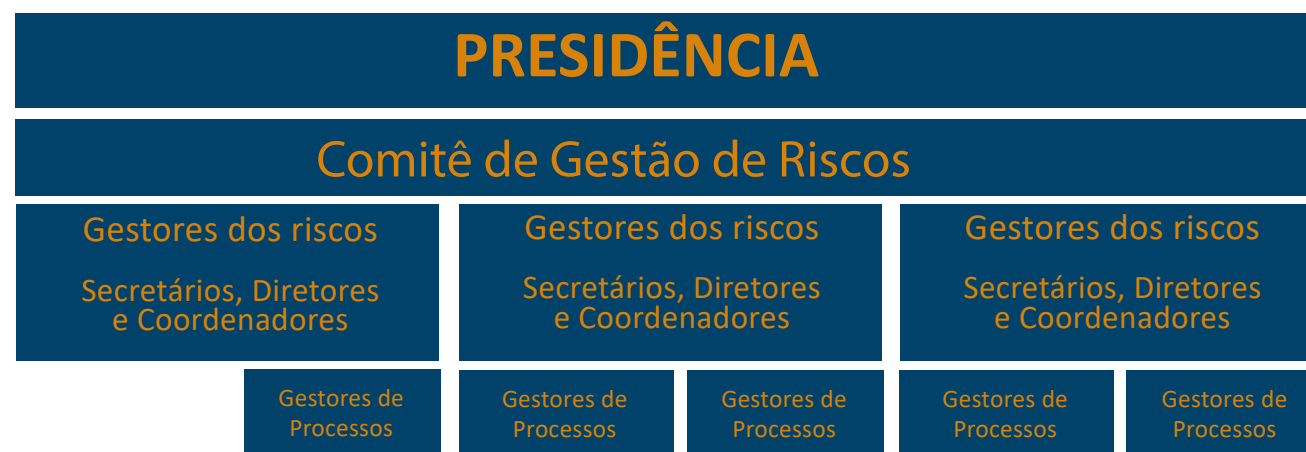 PRESIDÊNCIA
Comitê de Gestão de Riscos
Gestores dos riscos
Secretários, Diretores
e Coordenadores
Gestores dos riscos
Secretários, Diretores
e Coordenadores
Gestores dos riscos
Secretários, Diretores
e Coordenadores
Gestores de
Processos
Gestores de
Processos
Gestores de
Processos
Gestores de
Processos
Gestores de
Processos